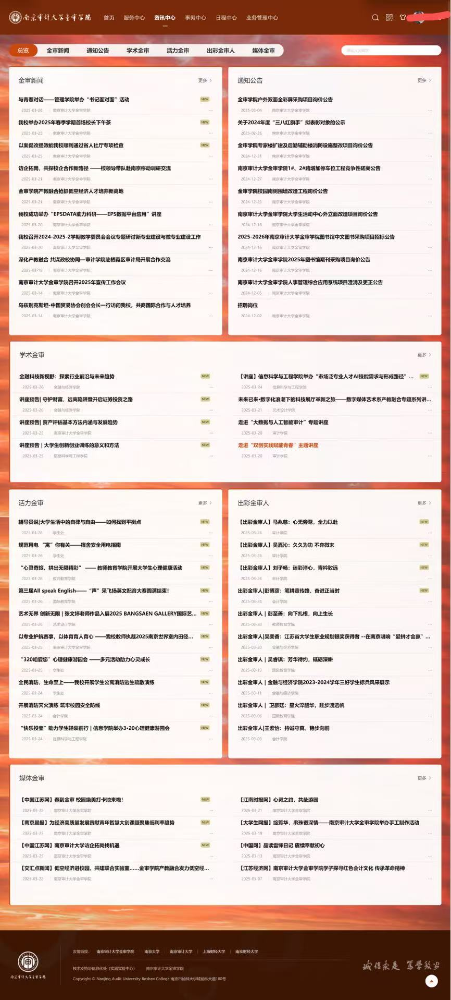 南京审计大学金审学院
首页 服务中心 资讯中心 事务中心 日程中心 业务管理中心
总览 金审新闻 通知公告 学术金审 活力金审 出彩金审人 媒体金审
金审新闻 更多
与青春对话——管理学院举办“书记面对面”活动 NEW
2025-03-26 南京审计大学金审学院
我校举办2025年春季学期首场校长下午茶 NEW
2025-03-25 南京审计大学金审学院
以案促改提效能我校顺利通过省人社厅专项检查 NEW
2025-03-25 南京审计大学金审学院
访企拓岗，共探校企合作新路径 ——校领导带队赴南京移动调研交流
2025-03-21 南京审计大学金审学院
金审学院产教融合抢抓低空经济人才培养新高地
2025-03-21 南京审计大学金审学院
我校成功举办“EPSDATA助力科研——EPS数据平台应用”讲座
2025-03-20 南京审计大学金审学院
我校召开2024-2025-2学期教学委员会会议专题研讨新专业建设与微专业建设工作
2025-03-20 南京审计大学金审学院
深化产教融合 共谋政校协同—审计学院赴栖霞区审计局开展合作交流
2025-03-18 南京审计大学金审学院
南京审计大学金审学院召开2025年宣传工作会议
2025-03-14 南京审计大学金审学院
乌兹别克斯坦-中国贸易协会创会会长一行访问我校，共商国际合作与人才培养
2025-03-14 南京审计大学金审学院
通知公告 更多
金审学院户外双面全彩屏采购项目询价公告
2025-03-04 南京审计大学金审学院
关于2024年度“三八红旗手”拟表彰对象的公示
2025-02-26 南京审计大学金审学院
金审学院专家楼扩建及后勤辅助楼消防设施整改项目询价公告
2024-12-31 南京审计大学金审学院
南京审计大学金审学院1#、2#路增加停车位工程竞争性磋商公告
2024-12-27 南京审计大学金审学院
金审学院校园南侧围墙改造工程询价公告
2024-12-23 南京审计大学金审学院
南京审计大学金审学院大学生活动中心外立面改造项目询价公告
2024-12-16 南京审计大学金审学院
2025-2026年南京审计大学金审学院图书馆中文图书采购项目招标公告
2024-12-16 南京审计大学金审学院
南京审计大学金审学院2025年图书馆期刊采购项目询价公告
2024-12-16 南京审计大学金审学院
南京审计大学金审学院人事管理综合应用系统项目澄清及更正公告
2024-12-05 南京审计大学金审学院
招聘岗位
2024-12-02 南京审计大学金审学院
学术金审 更多
金融科技新视野：探索行业前沿与未来趋势 NEW
2025-03-26 金融与经济学院
讲座预告| 守护财富，远离陷阱暨开启证券投资之路 NEW
2025-03-26 金融与经济学院
讲座预告| 资产评估基本方法内涵与发展趋势 NEW
2025-03-25 南京审计大学金审学院
讲座预告 | 大学生创新创业训练的意义和方法 NEW
2025-03-25 信息科学与工程学院
【讲座】信息科学与工程学院举办“市场泛专业人才AI技能需求与形成路径”... NEW
2025-03-24 信息科学与工程学院
未来已来•数字化浪潮下的科技展厅革新之旅——数字媒体艺术系产教融合专题系列讲...
2025-03-21 艺术设计学院
走进“大数据与人工智能审计”专题讲座
2025-03-20 审计学院
走进“双创实践赋能青春”主题讲座
2025-03-20 审计学院
活力金审 更多
辅导员说|大学生活中的自律与自由——如何找到平衡点 NEW
2025-03-26 学生处
规范用电 “寓”你有关——宿舍安全用电指南 NEW
2025-03-26 学生处
“心灵奇旅，拼出无限精彩” —— 教师教育学院开展大学生心理健康活动 NEW
2025-03-26 教师教育学院
第三届All speak English——“声”采飞扬英文配音大赛圆满结束！ NEW
2025-03-26 国际教育学院
艺术无界 创新无限 | 张文婷老师作品入展2025 BANGSAEN GALLERY国际艺... NEW
2025-03-26 艺术设计学院
以专业护航赛事，以体育育人育心 ——我校教师执裁2025南京世界室内田径... NEW
2025-03-25 南京审计大学金审学院
“320咱爱您”心理健康游园会 ——多元活动助力心灵成长 NEW
2025-03-25 学生处
全民消防，生命至上——我校开展学生公寓消防逃生疏散演练 NEW
2025-03-24 学生处
开展消防灭火演练 筑牢校园安全防线 NEW
2025-03-24 会计学院
“快乐投壶”助力学生轻装前行 | 信息学院举办3•20心理健康游园会 NEW
2025-03-24 信息科学与工程学院
出彩金审人 更多
【出彩金审人】马兆慈：心无旁骛，全力以赴 NEW
2025-03-24 审计学院
【出彩金审人】吴嘉沁：久久为功 不弃微末 NEW
2025-03-24 审计学院
【出彩金审人】刘子畅：迷彩淬心，青衿致远 NEW
2025-03-24 审计学院
出彩金审人|彭博彦：笔耕宣传路，奋进正当时 NEW
2025-03-24 会计学院
出彩金审人 | 彭至善：向下扎根，向上生长
2025-03-20 教师教育学院
出彩金审人|吴美香：江苏省大学生职业规划银奖获得者 --在南京唱响“爱拼才会赢”...
2025-03-20 金融与经济学院
出彩金审人 | 吴睿琪：芳华待灼，砥砺深耕
2025-03-13 国际教育学院
出彩金审人 | 金融与经济学院2023-2024学年三好学生标兵风采展示
2025-03-11 金融与经济学院
出彩金审人 | 卫彦廷：星火淬韶华，跬步渡远帆
2025-03-06 国际教育学院
出彩金审人|王紫怡：持诚守真，稳步向前
2025-03-03 会计学院
媒体金审 更多
【中国江苏网】春到金审 校园绝美打卡地来啦！ NEW
2025-03-25 南京审计大学金审学院
【南京晨报】为经济高质量发展贡献青年智慧大创课题聚焦低利率趋势 NEW
2025-03-25 南京审计大学金审学院
【中国江苏网】南京审计大学访企拓岗找机遇 NEW
2025-03-25 南京审计大学金审学院
【交汇点新闻】低空经济进校园、共建联合实验室……金审学院产教融合发力低空经...
2025-03-22 南京审计大学金审学院
【江南时报网】心灵之约，共赴游园
2025-03-21 南京审计大学金审学院
【大学生网报】绽芳华，串珠寄深情——南京审计大学金审学院举办手工制作活动
2025-03-19 南京审计大学金审学院
【中国网】品读雷锋日记 赓续奉献初心
2025-03-13 南京审计大学金审学院
【江苏经济网】南京审计大学金审学院学子探寻红色会计文化 传承革命精神
2025-03-07 南京审计大学金审学院
南京审计大学金审学院
友情链接： 南京审计大学金审学院 南京大学 南京审计大学 上海财经大学 南京财经大学
技术支持@信息化处（实践实验中心） 南京审计大学金审学院
Copyright © Nanjing Audit University Jinshen College 南京市仙林大学城仙林大道100号
诚信求是 笃学致公